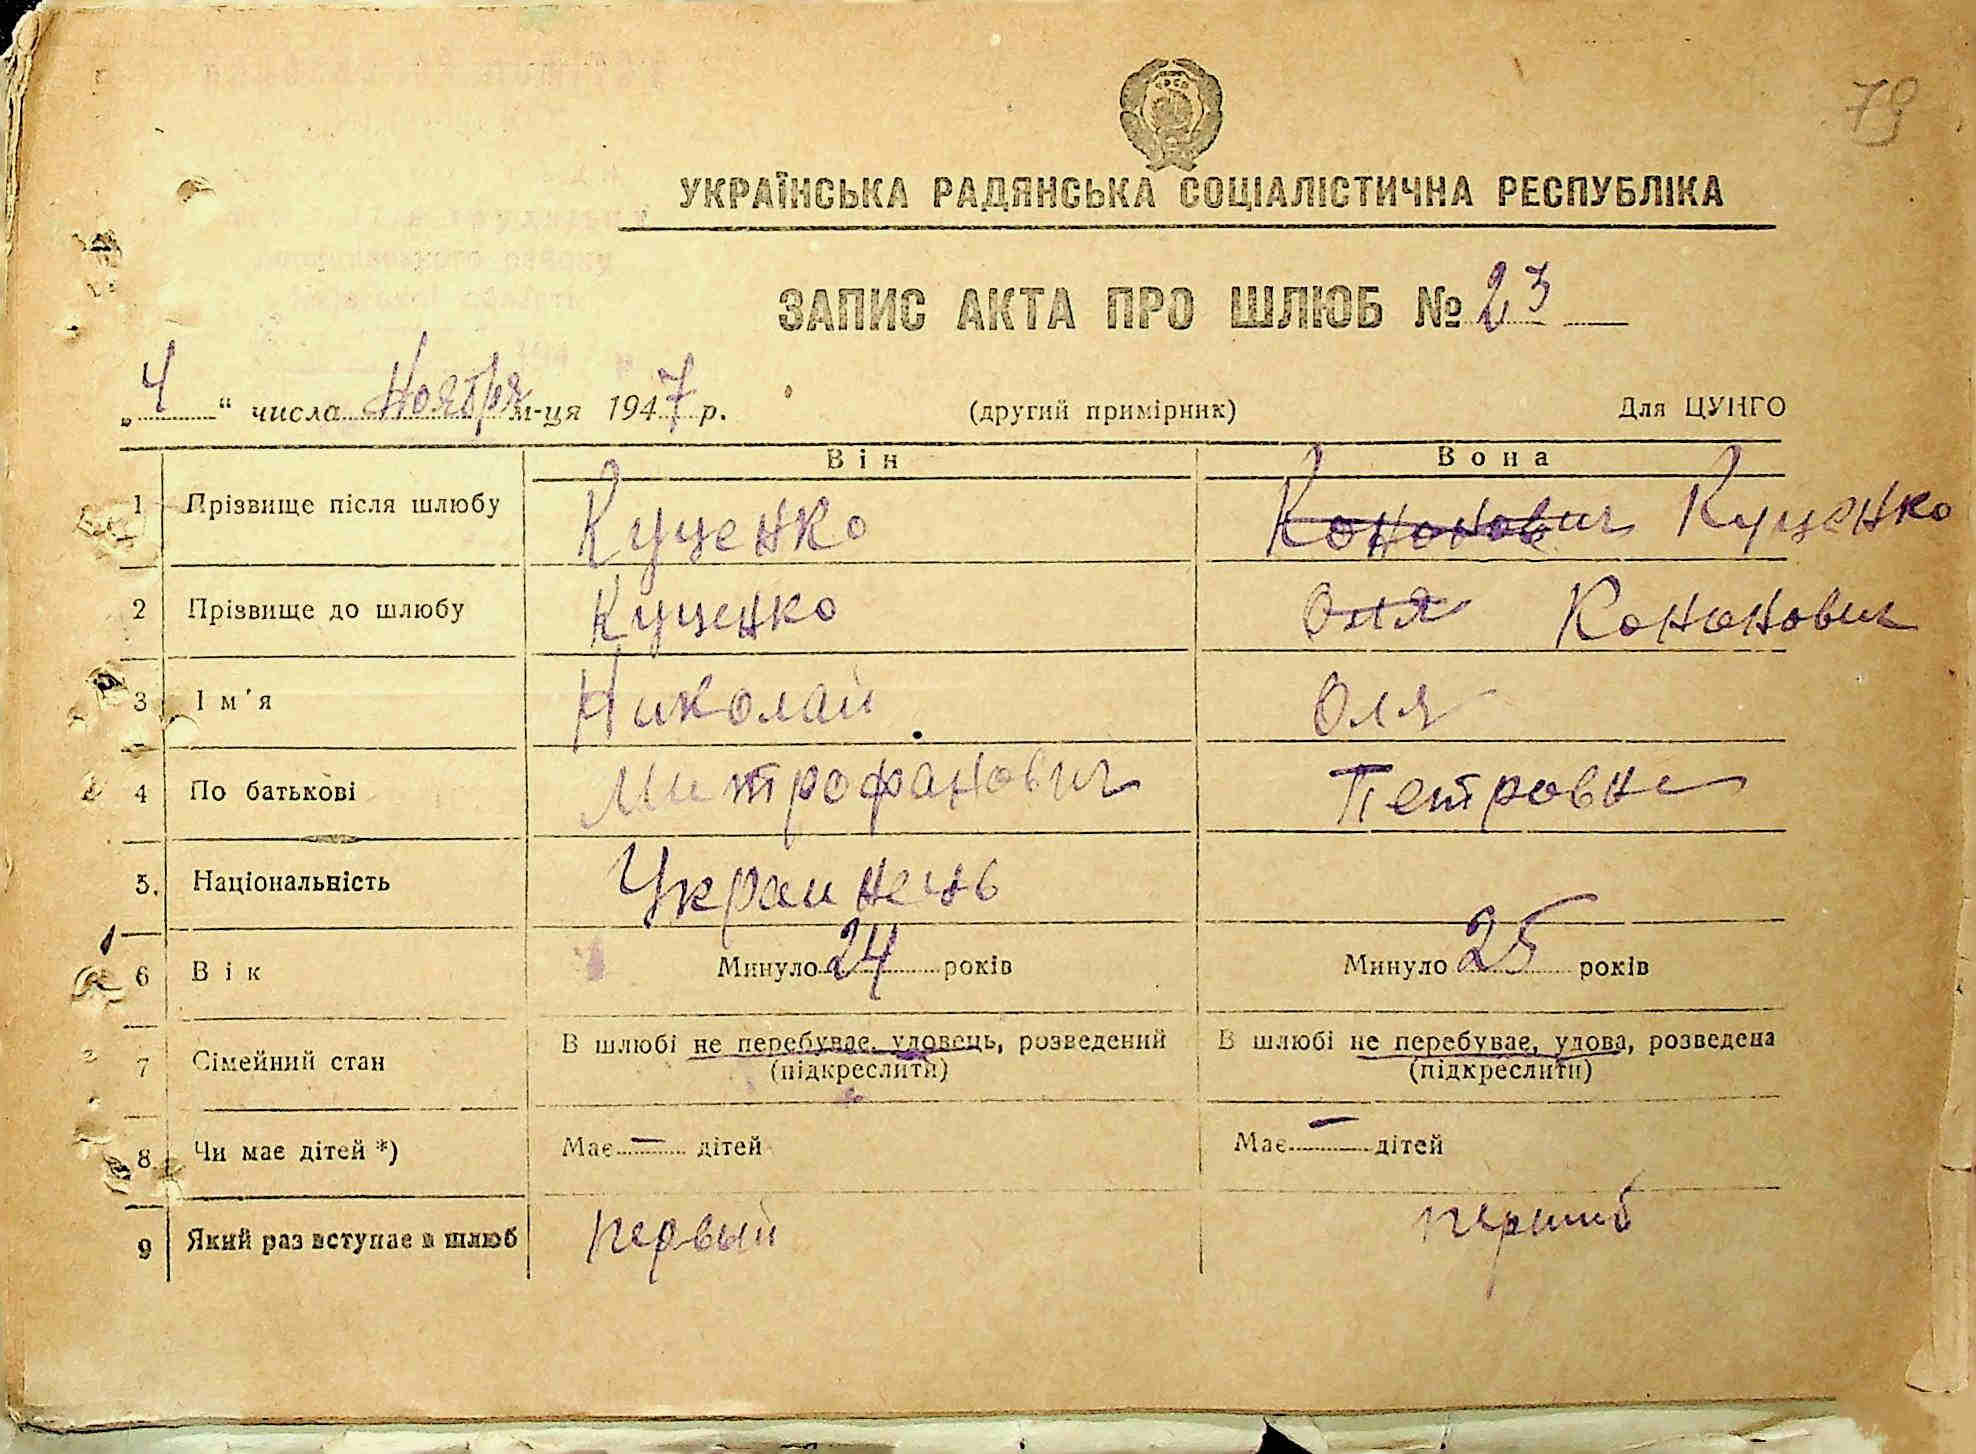 79
УКРАЇНСЬКА РАДЯНСЬКА СОЦІАЛІСТИЧНА РЕСПУБЛІКА
ЗАПИС АКТА ПРО ШЛЮБ № 23
„4“ числа Ноября м-ця 1947 р. (другий примірник) Для ЦУНГО
Він Вона
1 Прізвище після шлюбу Куценко Кононович Куценко
2 Прізвище до шлюбу Куценко Оля Кононович
3 Ім'я Николай Оля
4 По батькові Митрофанович Петровна
5. Національність Украинець
6 Вік Минуло 24 років Минуло 25 років
7 Сімейний стан В шлюбі не перебуває, удовець, розведений (підкреслити) В шлюбі не перебуває, удова, розведена (підкреслити)
8 Чи має дітей *) Має — дітей Має — дітей
9 Який раз вступає в шлюб первый